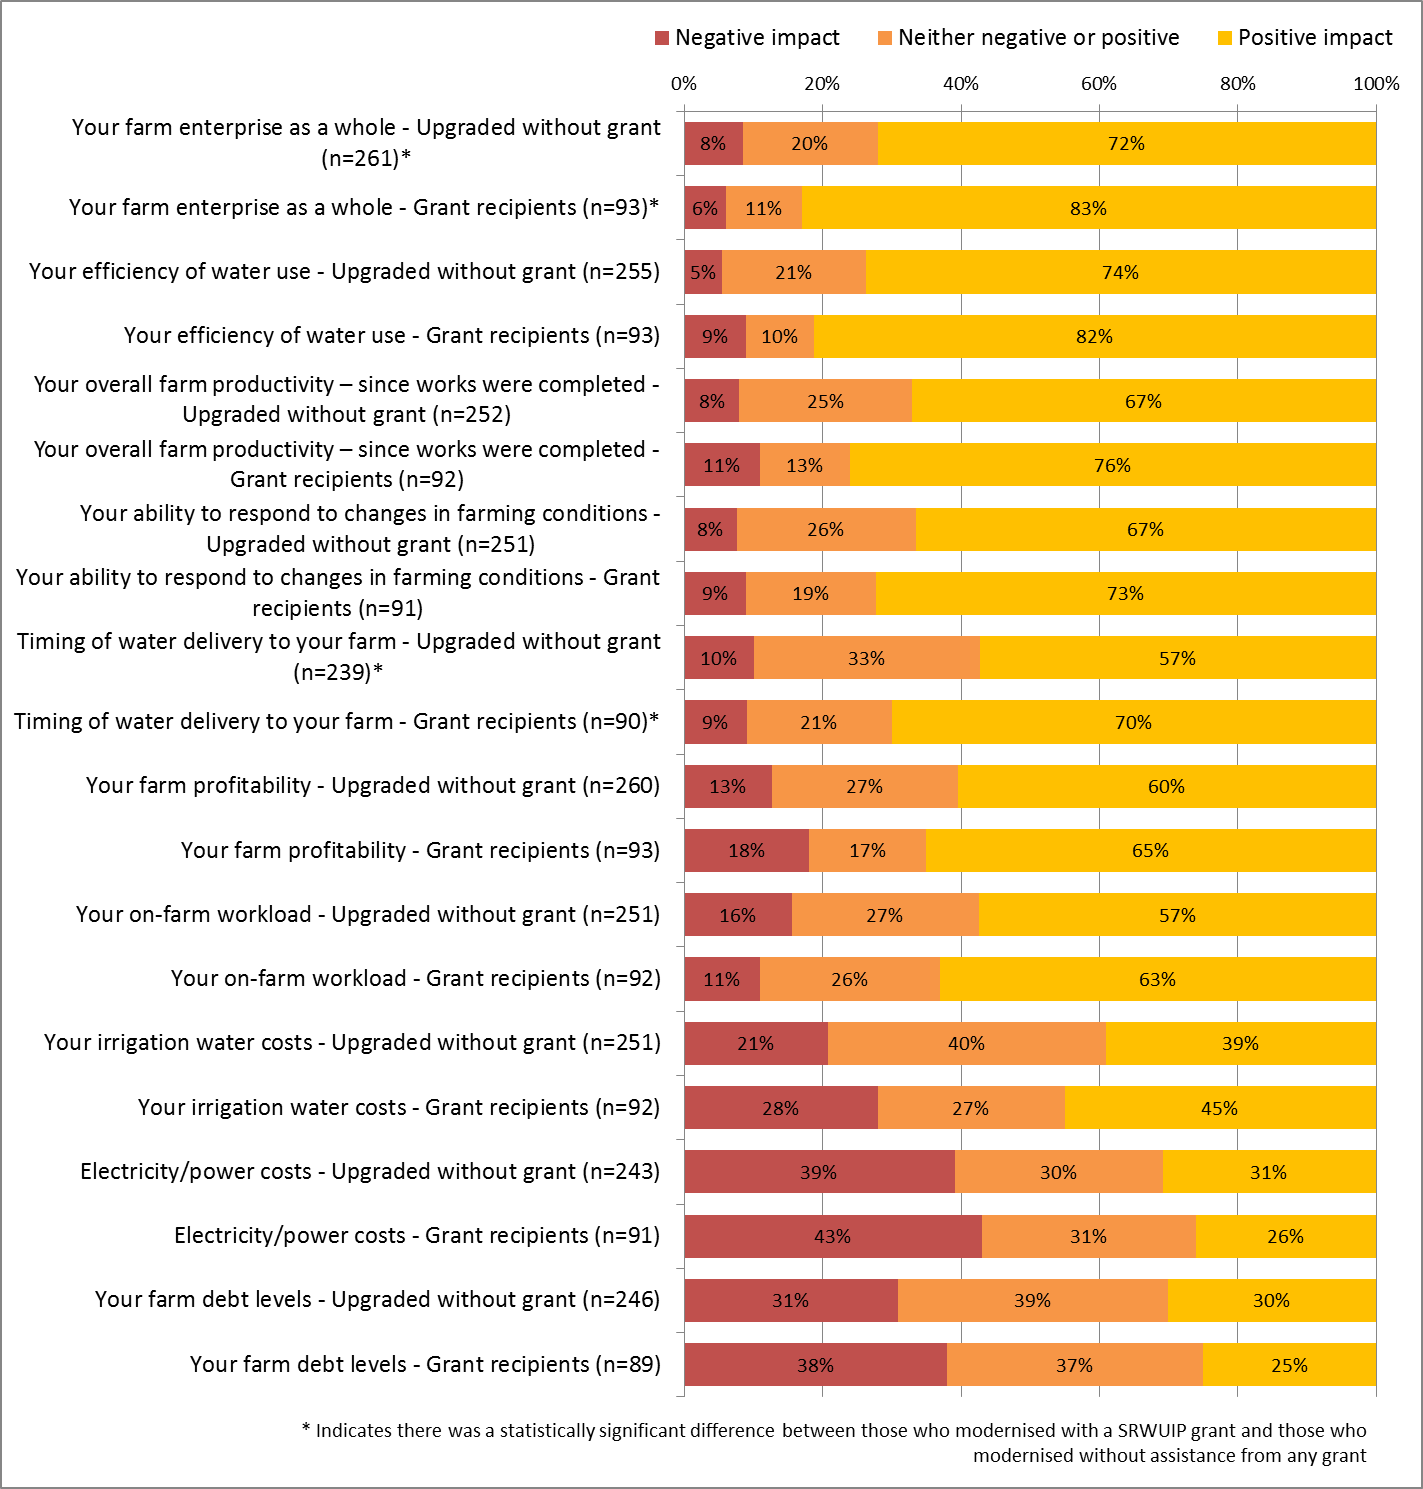 Negative impact Neither negative or positive Positive impact
0% 20% 40% 60% 80% 100%
Your farm enterprise as a whole - Upgraded without grant
(n=261)*
8% 20% 72%
Your farm enterprise as a whole - Grant recipients (n=93)*
6% 11% 83%
Your efficiency of water use - Upgraded without grant (n=255)
5% 21% 74%
Your efficiency of water use - Grant recipients (n=93)
9% 10% 82%
Your overall farm productivity – since works were completed -
Upgraded without grant (n=252)
8% 25% 67%
Your overall farm productivity – since works were completed -
Grant recipients (n=92)
11% 13% 76%
Your ability to respond to changes in farming conditions -
Upgraded without grant (n=251)
8% 26% 67%
Your ability to respond to changes in farming conditions - Grant
recipients (n=91)
9% 19% 73%
Timing of water delivery to your farm - Upgraded without grant
(n=239)*
10% 33% 57%
Timing of water delivery to your farm - Grant recipients (n=90)*
9% 21% 70%
Your farm profitability - Upgraded without grant (n=260)
13% 27% 60%
Your farm profitability - Grant recipients (n=93)
18% 17% 65%
Your on-farm workload - Upgraded without grant (n=251)
16% 27% 57%
Your on-farm workload - Grant recipients (n=92)
11% 26% 63%
Your irrigation water costs - Upgraded without grant (n=251)
21% 40% 39%
Your irrigation water costs - Grant recipients (n=92)
28% 27% 45%
Electricity/power costs - Upgraded without grant (n=243)
39% 30% 31%
Electricity/power costs - Grant recipients (n=91)
43% 31% 26%
Your farm debt levels - Upgraded without grant (n=246)
31% 39% 30%
Your farm debt levels - Grant recipients (n=89)
38% 37% 25%
* Indicates there was a statistically significant difference between those who modernised with a SRWUIP grant and those who
modernised without assistance from any grant